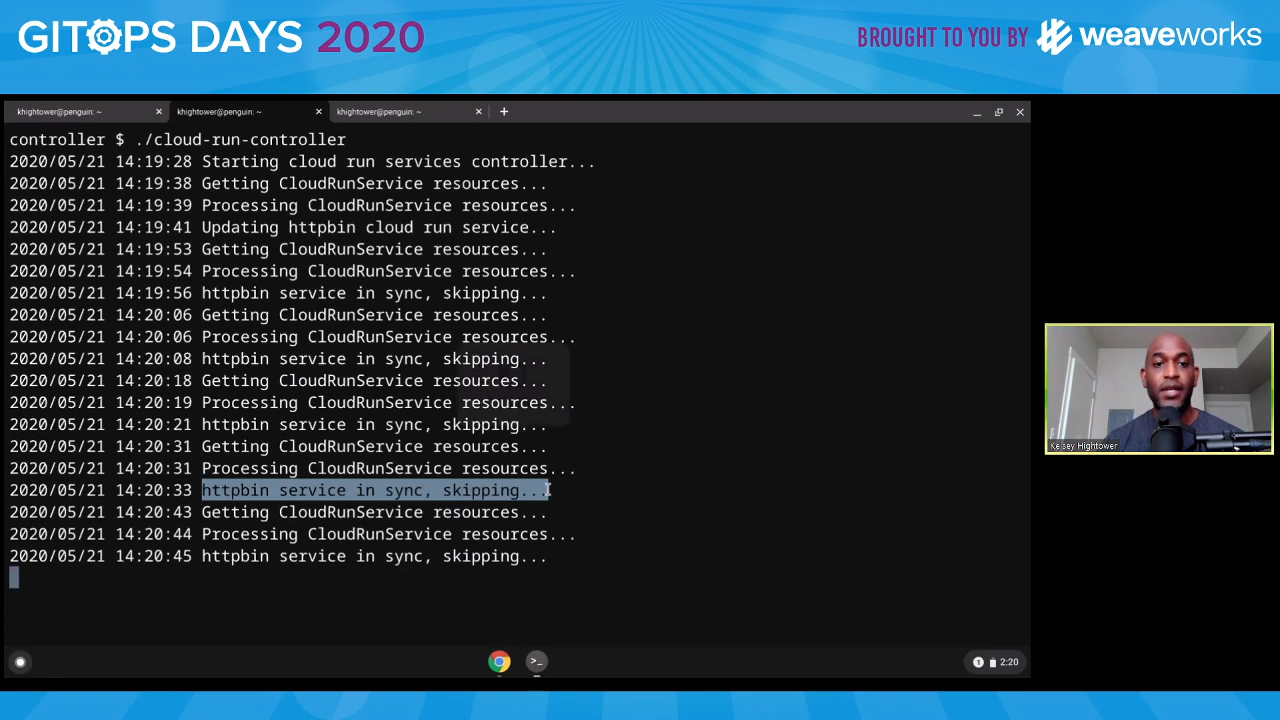 GITOPS DAYS 2020
BROUGHT TO YOU BY weaveworks
khightower@penguin: ~
khightower@penguin: ~
khightower@penguin: ~
controller $ ./cloud-run-controller
2020/05/21 14:19:28 Starting cloud run services controller...
2020/05/21 14:19:38 Getting CloudRunService resources...
2020/05/21 14:19:39 Processing CloudRunService resources...
2020/05/21 14:19:41 Updating httpbin cloud run service...
2020/05/21 14:19:53 Getting CloudRunService resources...
2020/05/21 14:19:54 Processing CloudRunService resources...
2020/05/21 14:19:56 httpbin service in sync, skipping...
2020/05/21 14:20:06 Getting CloudRunService resources...
2020/05/21 14:20:06 Processing CloudRunService resources...
2020/05/21 14:20:08 httpbin service in sync, skipping...
2020/05/21 14:20:18 Getting CloudRunService resources...
2020/05/21 14:20:19 Processing CloudRunService resources...
2020/05/21 14:20:21 httpbin service in sync, skipping...
2020/05/21 14:20:31 Getting CloudRunService resources...
2020/05/21 14:20:31 Processing CloudRunService resources...
2020/05/21 14:20:33 httpbin service in sync, skipping...
2020/05/21 14:20:43 Getting CloudRunService resources...
2020/05/21 14:20:44 Processing CloudRunService resources...
2020/05/21 14:20:45 httpbin service in sync, skipping...
Kelsey Hightower
1 2:20